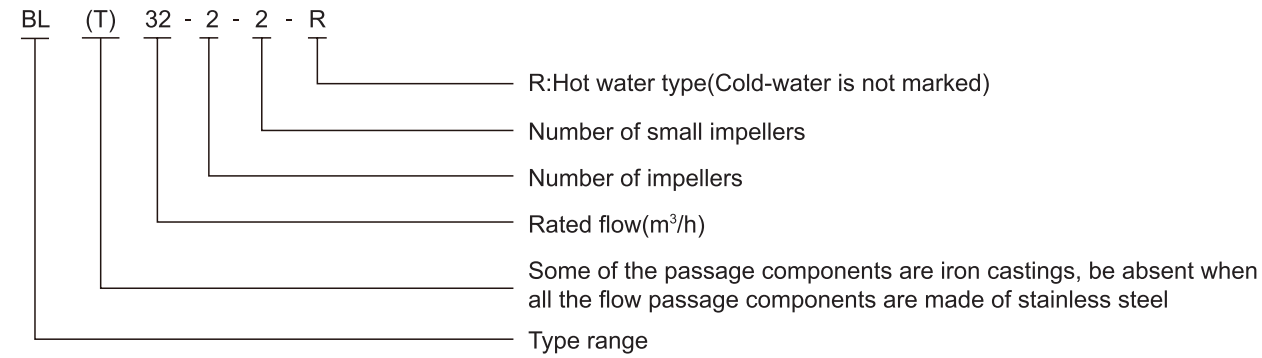 BL (T) 32 - 2 - 2 - R
R:Hot water type(Cold-water is not marked)
Number of small impellers
Number of impellers
Rated flow(m³/h)
Some of the passage components are iron castings, be absent when
all the flow passage components are made of stainless steel
Type range